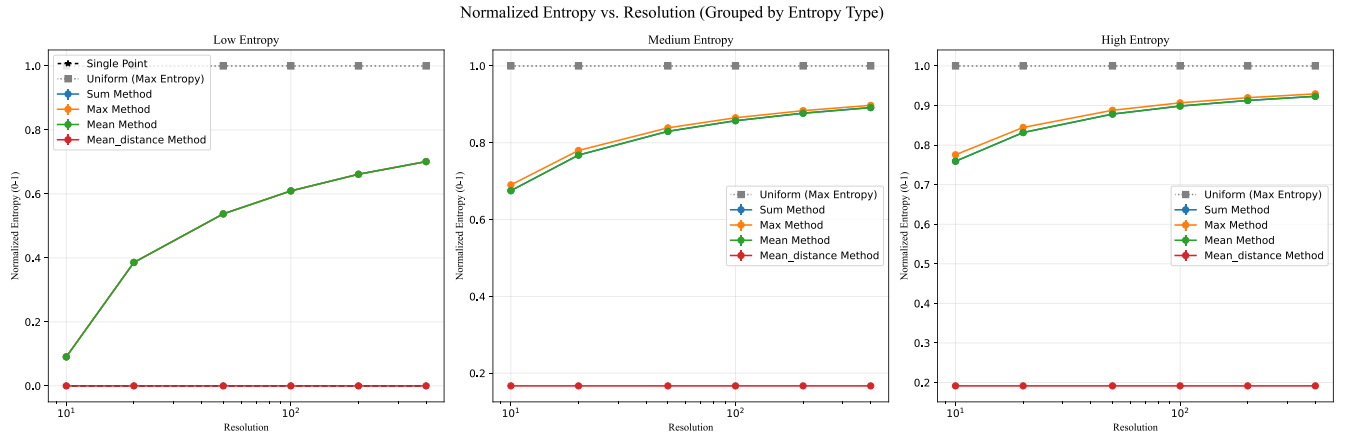 Normalized Entropy vs. Resolution (Grouped by Entropy Type)
Low Entropy
Normalized Entropy (0-1)
1.0
0.8
0.6
0.4
0.2
0.0
Single Point
Uniform (Max Entropy)
Sum Method
Max Method
Mean Method
Mean_distance Method
10¹
10²
Resolution
Medium Entropy
Normalized Entropy (0-1)
1.0
0.8
0.6
0.4
0.2
Uniform (Max Entropy)
Sum Method
Max Method
Mean Method
Mean_distance Method
10¹
10²
Resolution
High Entropy
Normalized Entropy (0-1)
1.0
0.9
0.8
0.7
0.6
0.5
0.4
0.3
0.2
Uniform (Max Entropy)
Sum Method
Max Method
Mean Method
Mean_distance Method
10¹
10²
Resolution